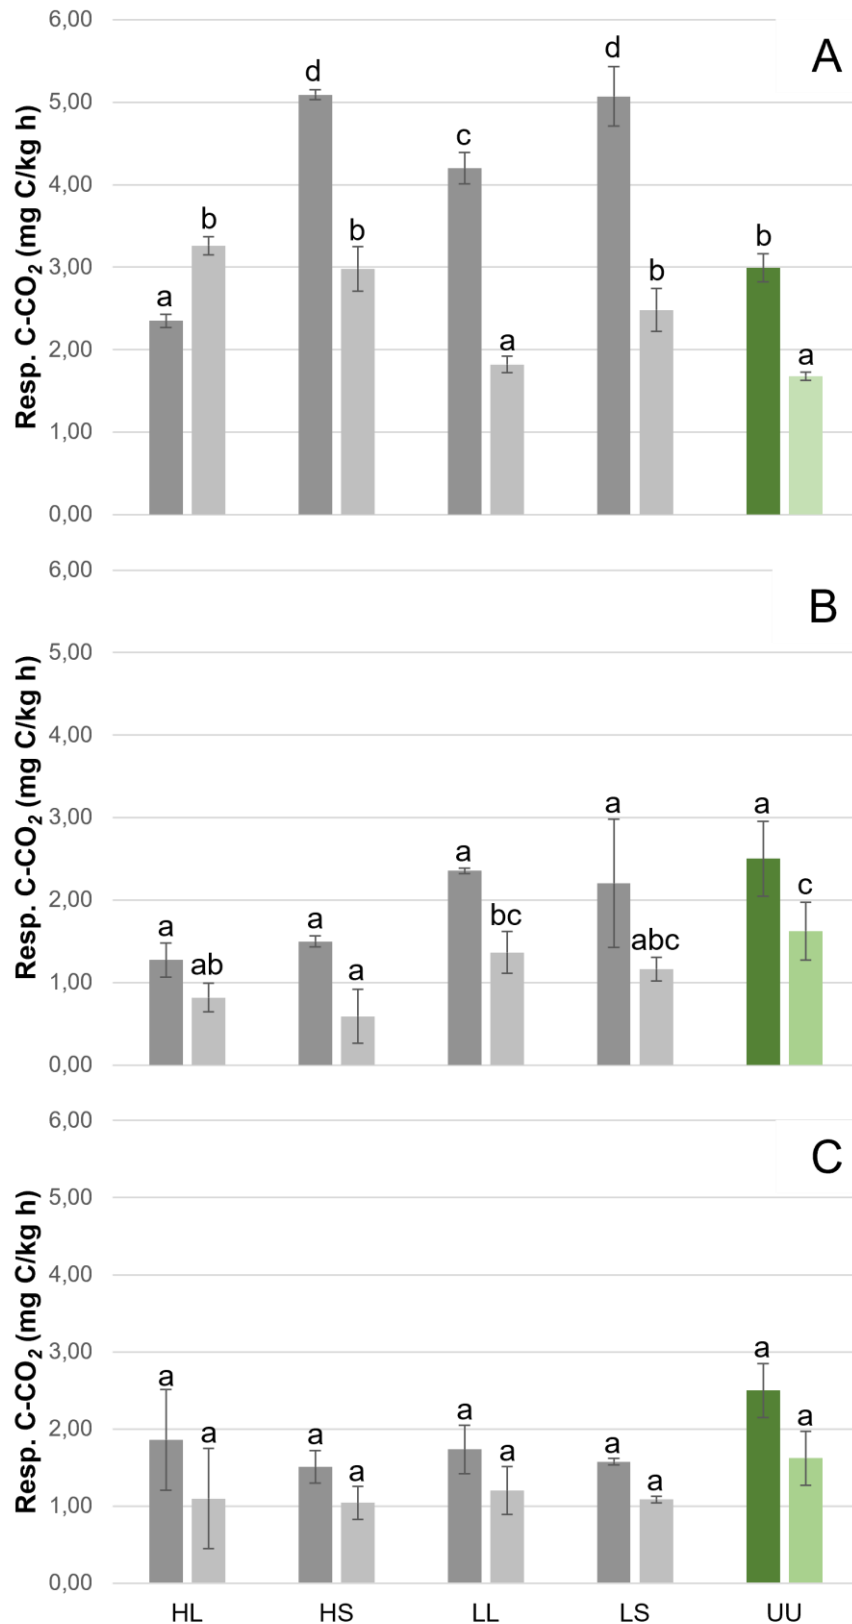 A
Resp. C-CO₂ (mg C/kg h)
6,00
5,00
4,00
3,00
2,00
1,00
0,00
a
b
d
b
c
a
d
b
b
a
B
Resp. C-CO₂ (mg C/kg h)
6,00
5,00
4,00
3,00
2,00
1,00
0,00
a
ab
a
a
a
bc
a
abc
a
c
C
Resp. C-CO₂ (mg C/kg h)
6,00
5,00
4,00
3,00
2,00
1,00
0,00
a
a
a
a
a
a
a
a
a
a
HL HS LL LS UU